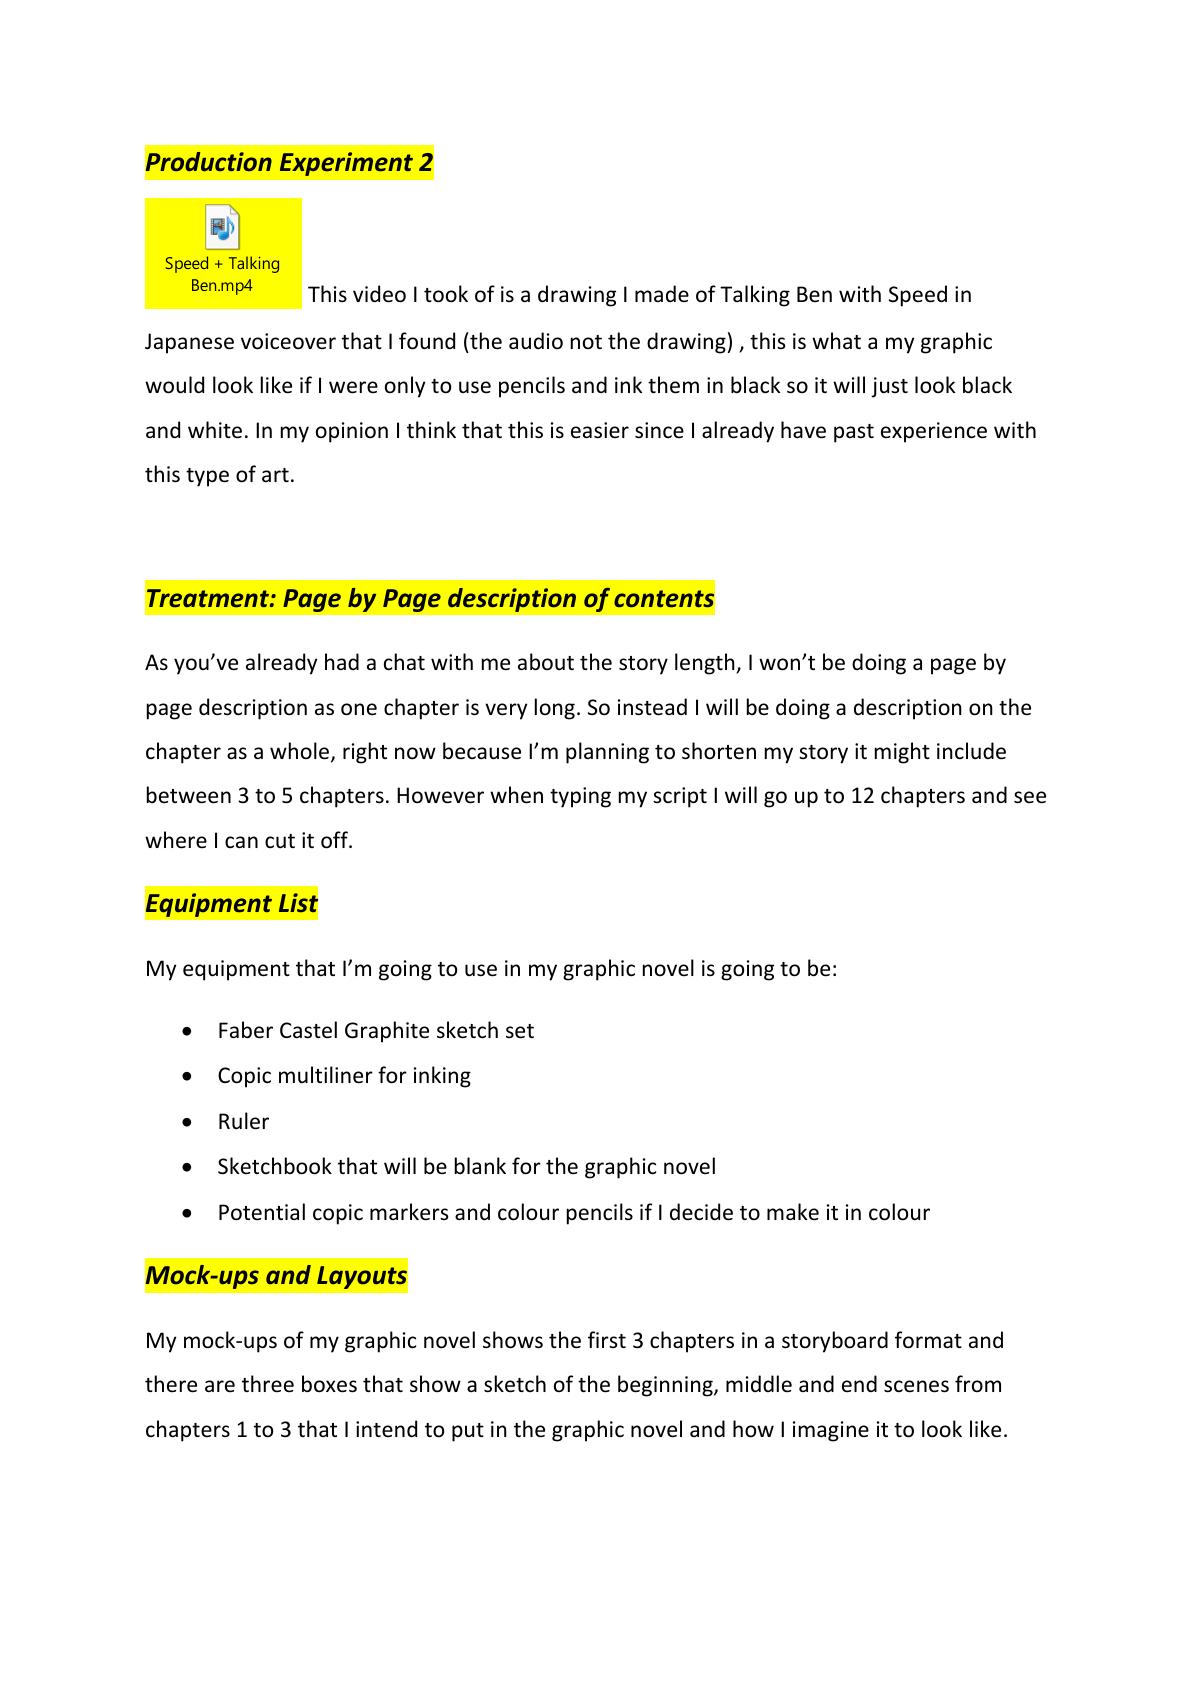 Production Experiment 2
Speed + Talking
Ben.mp4
This video I took of is a drawing I made of Talking Ben with Speed in
Japanese voiceover that I found (the audio not the drawing) , this is what a my graphic
would look like if I were only to use pencils and ink them in black so it will just look black
and white. In my opinion I think that this is easier since I already have past experience with
this type of art.
Treatment: Page by Page description of contents
As you’ve already had a chat with me about the story length, I won’t be doing a page by
page description as one chapter is very long. So instead I will be doing a description on the
chapter as a whole, right now because I’m planning to shorten my story it might include
between 3 to 5 chapters. However when typing my script I will go up to 12 chapters and see
where I can cut it off.
Equipment List
My equipment that I’m going to use in my graphic novel is going to be:
• Faber Castel Graphite sketch set
• Copic multiliner for inking
• Ruler
• Sketchbook that will be blank for the graphic novel
• Potential copic markers and colour pencils if I decide to make it in colour
Mock-ups and Layouts
My mock-ups of my graphic novel shows the first 3 chapters in a storyboard format and
there are three boxes that show a sketch of the beginning, middle and end scenes from
chapters 1 to 3 that I intend to put in the graphic novel and how I imagine it to look like.